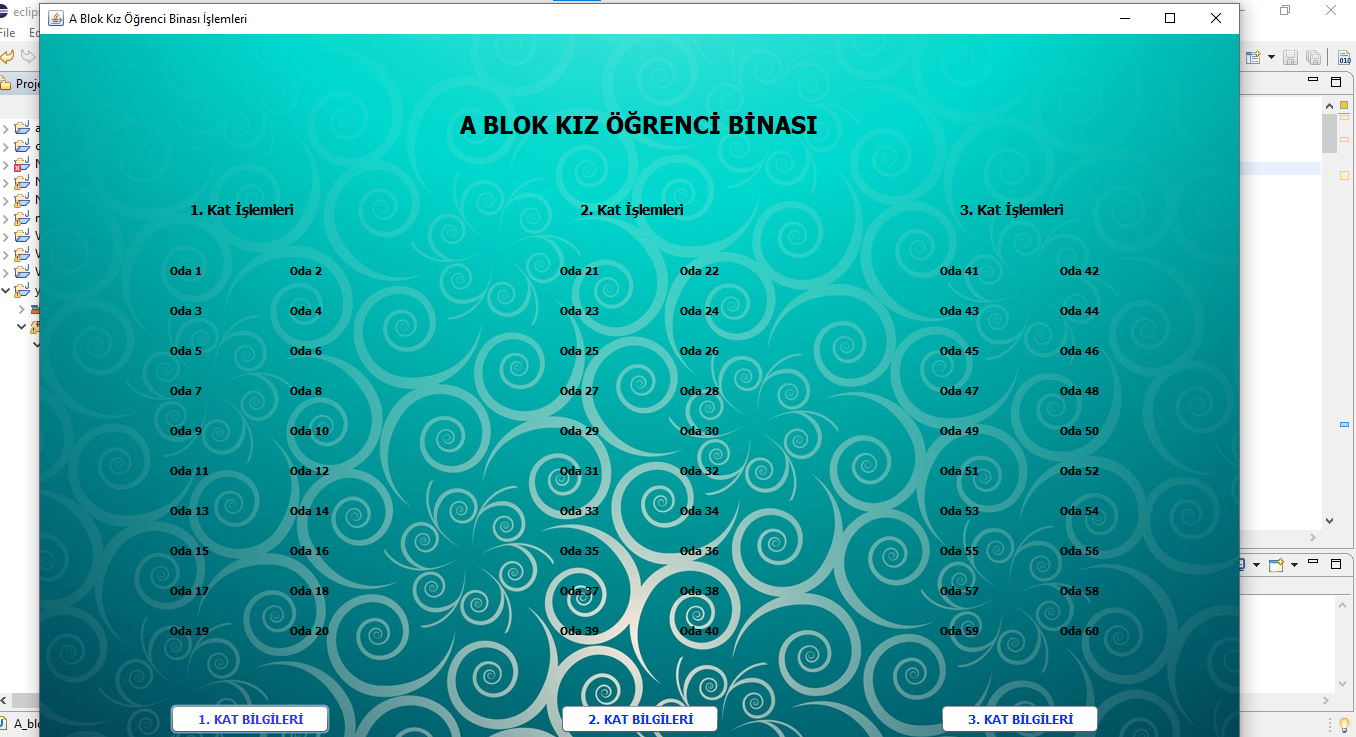 A Blok Kız Öğrenci Binası İşlemleri
File
A BLOK KIZ ÖĞRENCİ BİNASI
1. Kat İşlemleri 2. Kat İşlemleri 3. Kat İşlemleri
Oda 1 Oda 2 Oda 21 Oda 22 Oda 41 Oda 42
Oda 3 Oda 4 Oda 23 Oda 24 Oda 43 Oda 44
Oda 5 Oda 6 Oda 25 Oda 26 Oda 45 Oda 46
Oda 7 Oda 8 Oda 27 Oda 28 Oda 47 Oda 48
Oda 9 Oda 10 Oda 29 Oda 30 Oda 49 Oda 50
Oda 11 Oda 12 Oda 31 Oda 32 Oda 51 Oda 52
Oda 13 Oda 14 Oda 33 Oda 34 Oda 53 Oda 54
Oda 15 Oda 16 Oda 35 Oda 36 Oda 55 Oda 56
Oda 17 Oda 18 Oda 37 Oda 38 Oda 57 Oda 58
Oda 19 Oda 20 Oda 39 Oda 40 Oda 59 Oda 60
1. KAT BİLGİLERİ 2. KAT BİLGİLERİ 3. KAT BİLGİLERİ